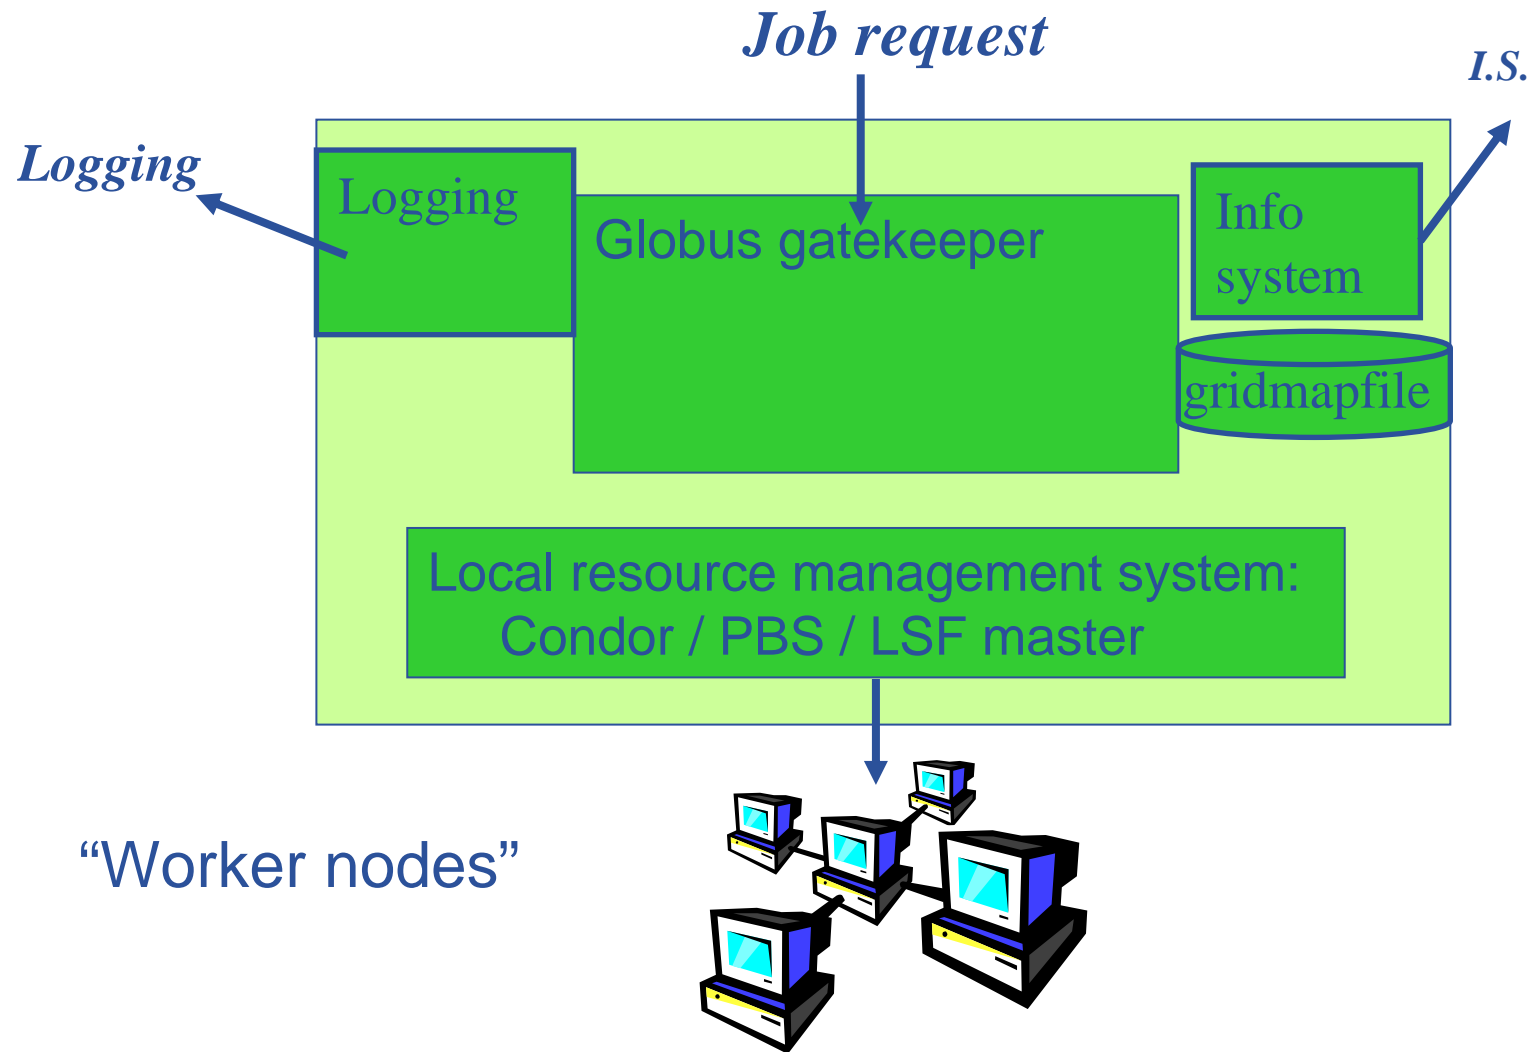 Job request
I.S.
Logging
Logging
Globus gatekeeper
Info
system
gridmapfile
Local resource management system:
Condor / PBS / LSF master
“Worker nodes”